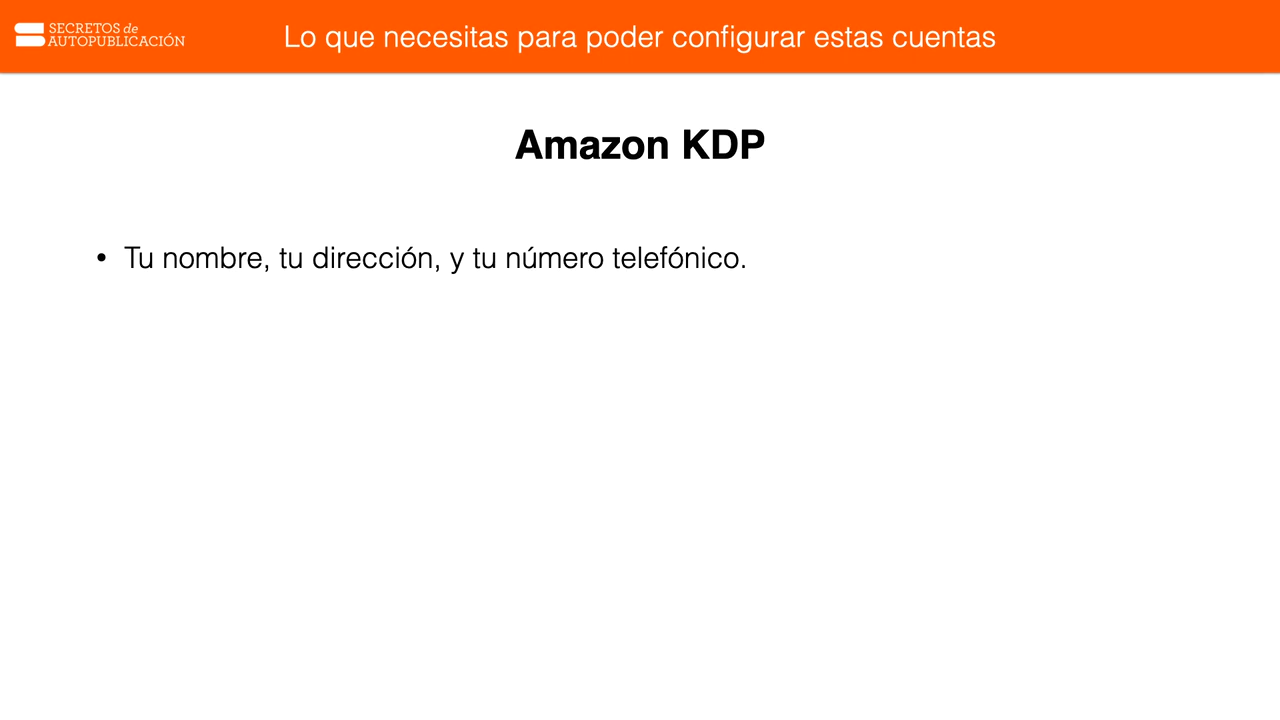 SECRETOS de
AUTOPUBLICACIÓN
Lo que necesitas para poder configurar estas cuentas
Amazon KDP
• Tu nombre, tu dirección, y tu número telefónico.